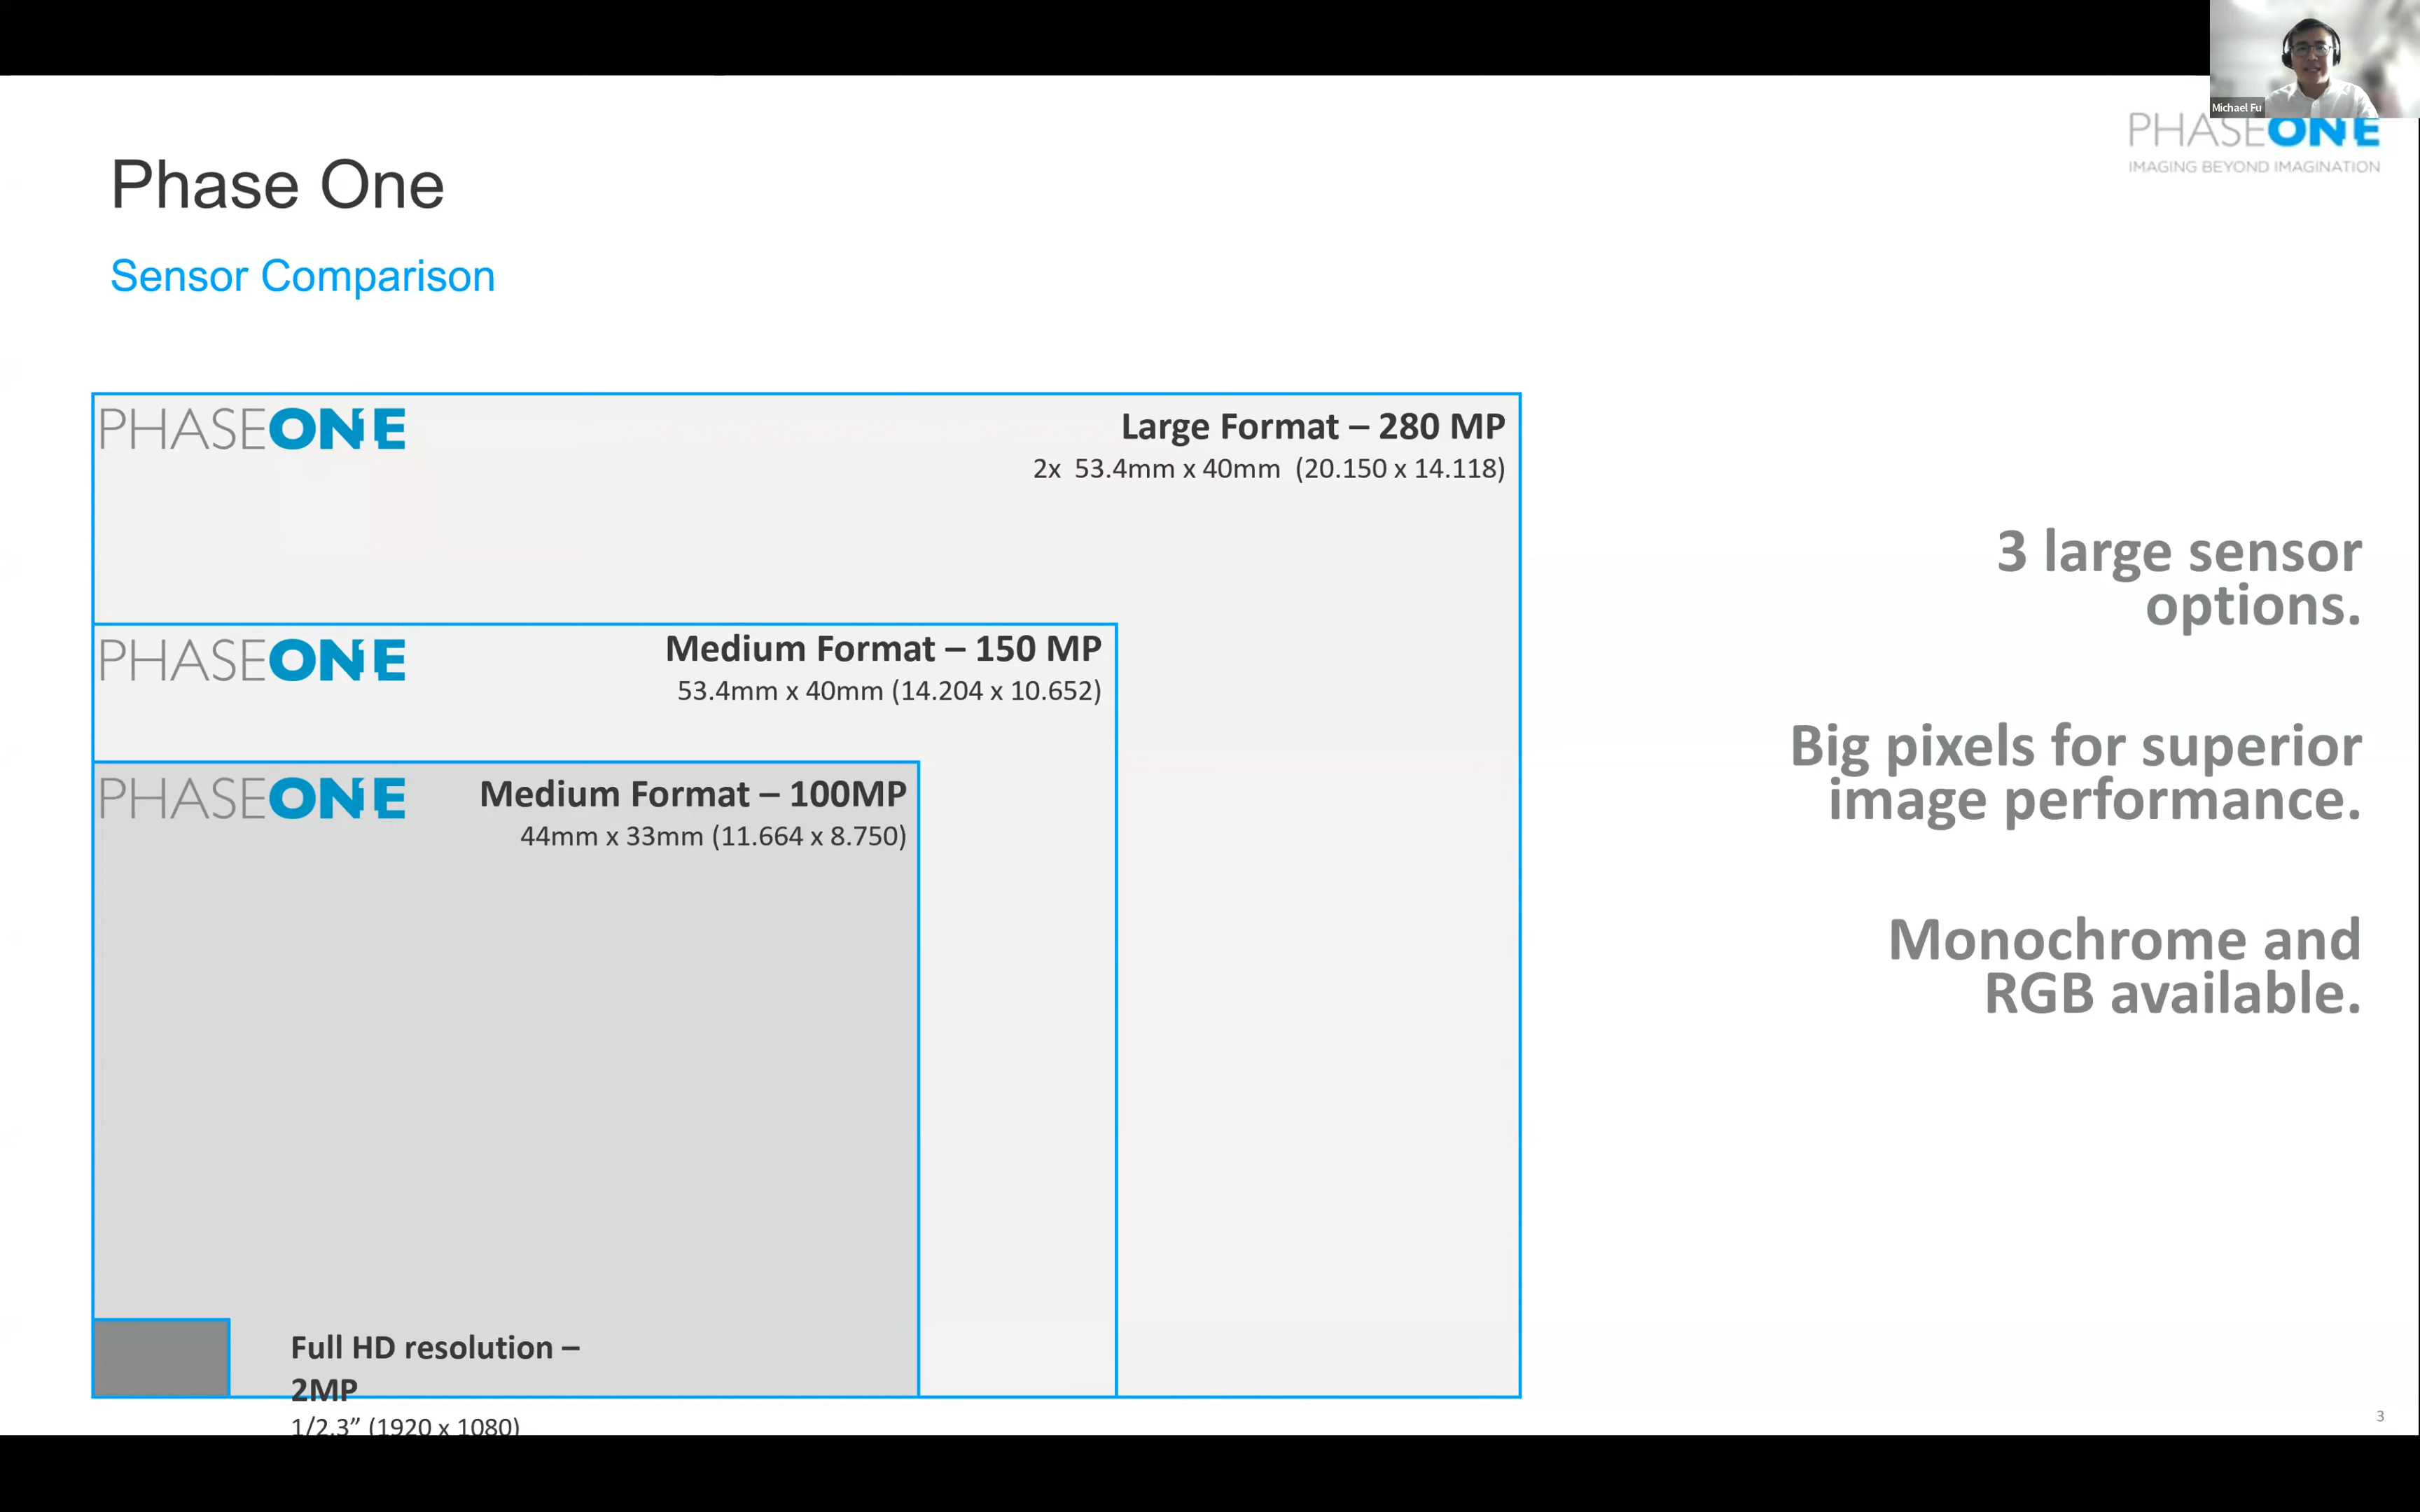 Michael Fu
PHASEONE
IMAGING BEYOND IMAGINATION
Phase One
Sensor Comparison
PHASEONE
Large Format – 280 MP
2x 53.4mm x 40mm (20.150 x 14.118)
PHASEONE
Medium Format – 150 MP
53.4mm x 40mm (14.204 x 10.652)
PHASEONE
Medium Format – 100MP
44mm x 33mm (11.664 x 8.750)
Full HD resolution –
2MP
1/2.3” (1920 x 1080)
3 large sensor
options.
Big pixels for superior
image performance.
Monochrome and
RGB available.
3